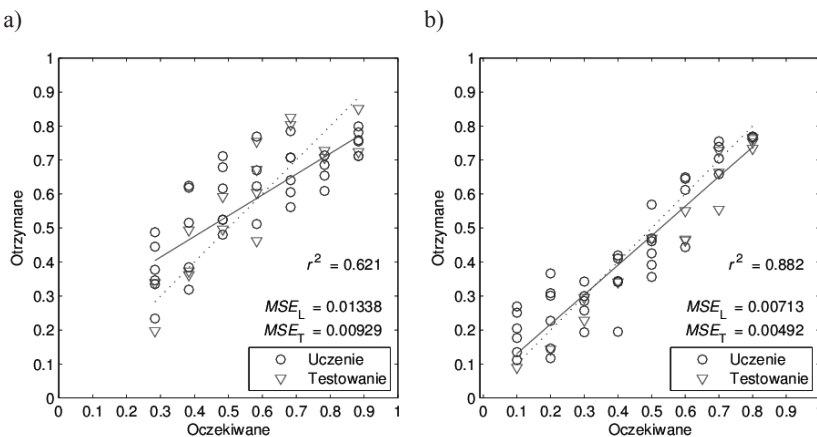 a)
1
0.9
0.8
0.7
0.6
0.5
0.4
0.3
0.2
0.1
0
Otrzymane
r² = 0.621
MSE_L = 0.01338
MSE_T = 0.00929
Uczenie
Testowanie
0 0.1 0.2 0.3 0.4 0.5 0.6 0.7 0.8 0.9 1
Oczekiwane
b)
1
0.9
0.8
0.7
0.6
0.5
0.4
0.3
0.2
0.1
0
Otrzymane
r² = 0.882
MSE_L = 0.00713
MSE_T = 0.00492
Uczenie
Testowanie
0 0.1 0.2 0.3 0.4 0.5 0.6 0.7 0.8 0.9 1
Oczekiwane